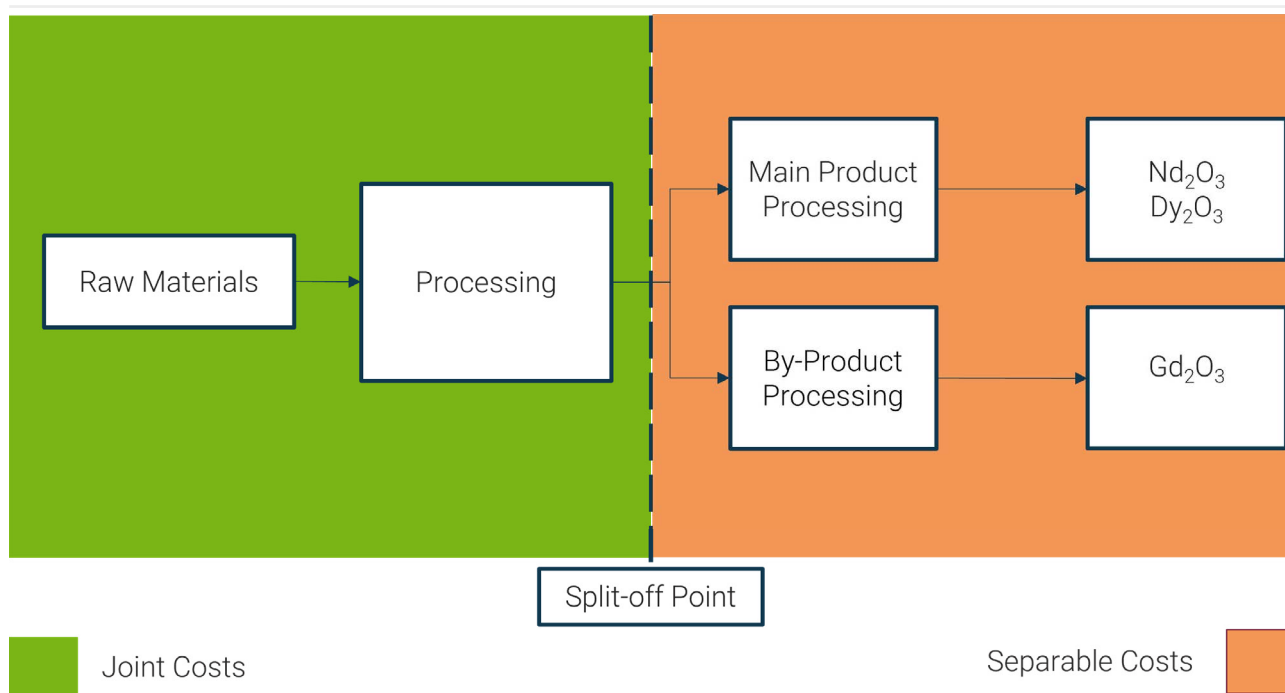 Raw Materials
Processing
Main Product
Processing
Nd₂O₃
Dy₂O₃
By-Product
Processing
Gd₂O₃
Split-off Point
Joint Costs
Separable Costs